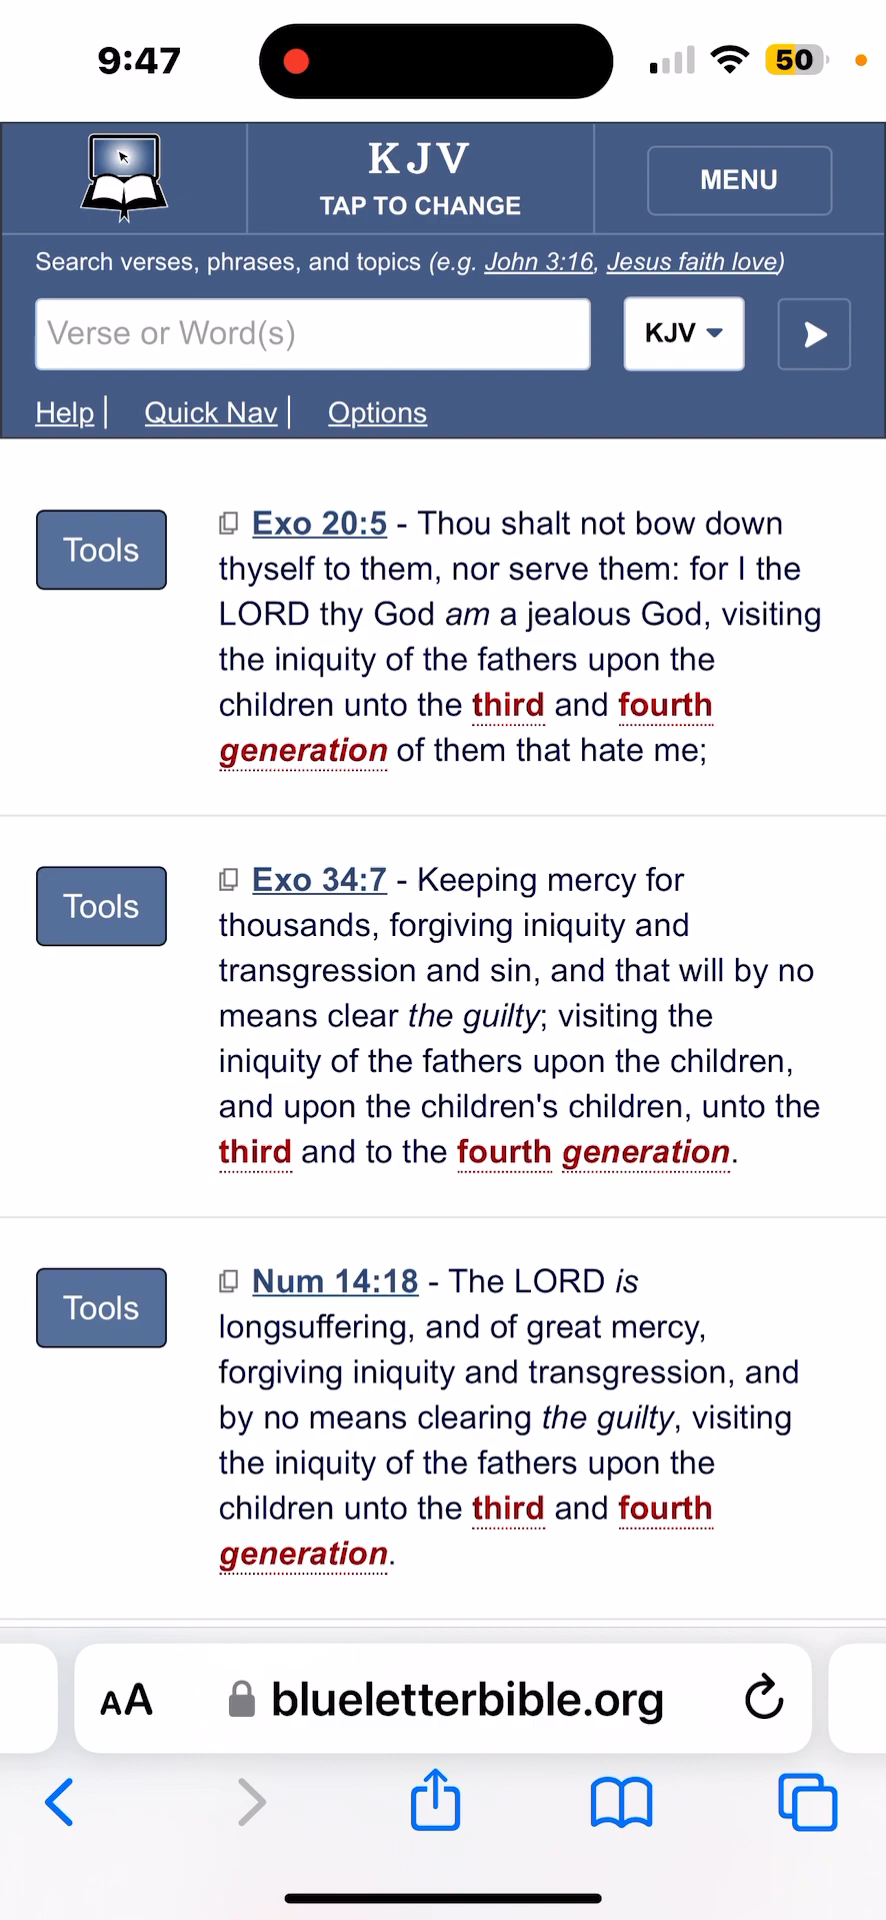 9:47
50
KJV
TAP TO CHANGE
MENU
Search verses, phrases, and topics (e.g. John 3:16, Jesus faith love)
Verse or Word(s)
KJV
Help | Quick Nav | Options
Tools
Exo 20:5 - Thou shalt not bow down
thyself to them, nor serve them: for I the
LORD thy God am a jealous God, visiting
the iniquity of the fathers upon the
children unto the third and fourth
generation of them that hate me;
Tools
Exo 34:7 - Keeping mercy for
thousands, forgiving iniquity and
transgression and sin, and that will by no
means clear the guilty; visiting the
iniquity of the fathers upon the children,
and upon the children's children, unto the
third and to the fourth generation.
Tools
Num 14:18 - The LORD is
longsuffering, and of great mercy,
forgiving iniquity and transgression, and
by no means clearing the guilty, visiting
the iniquity of the fathers upon the
children unto the third and fourth
generation.
AA blueletterbible.org